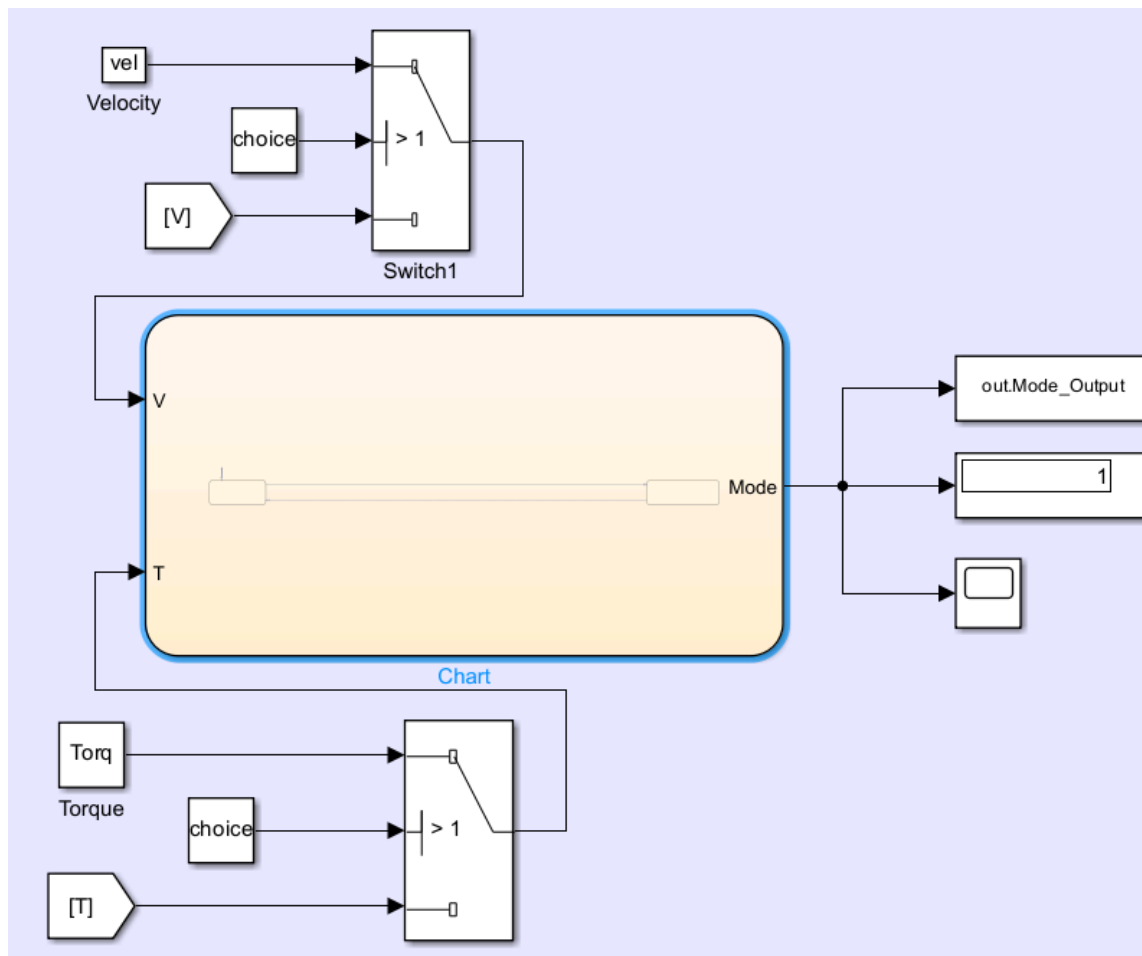 vel
Velocity
choice
> 1
[V]
Switch1
V
out.Mode_Output
1
Mode
T
Chart
Torq
Torque
choice
> 1
[T]